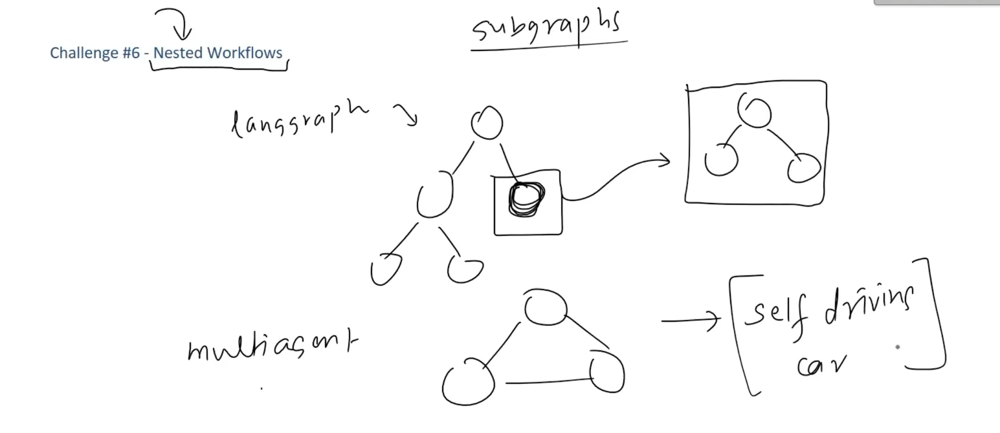 subgraphs
Challenge #6 - Nested Workflows
langgraph
multiagent
self driving
car